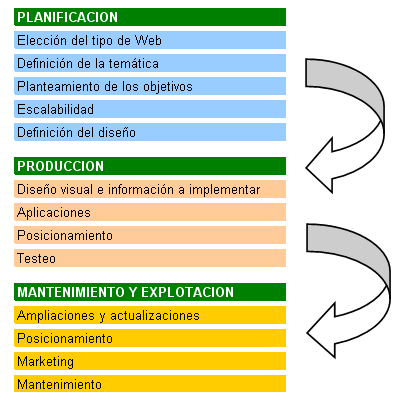 PLANIFICACION
Elección del tipo de Web
Definición de la temática
Planteamiento de los objetivos
Escalabilidad
Definición del diseño
PRODUCCION
Diseño visual e información a implementar
Aplicaciones
Posicionamiento
Testeo
MANTENIMIENTO Y EXPLOTACION
Ampliaciones y actualizaciones
Posicionamiento
Marketing
Mantenimiento